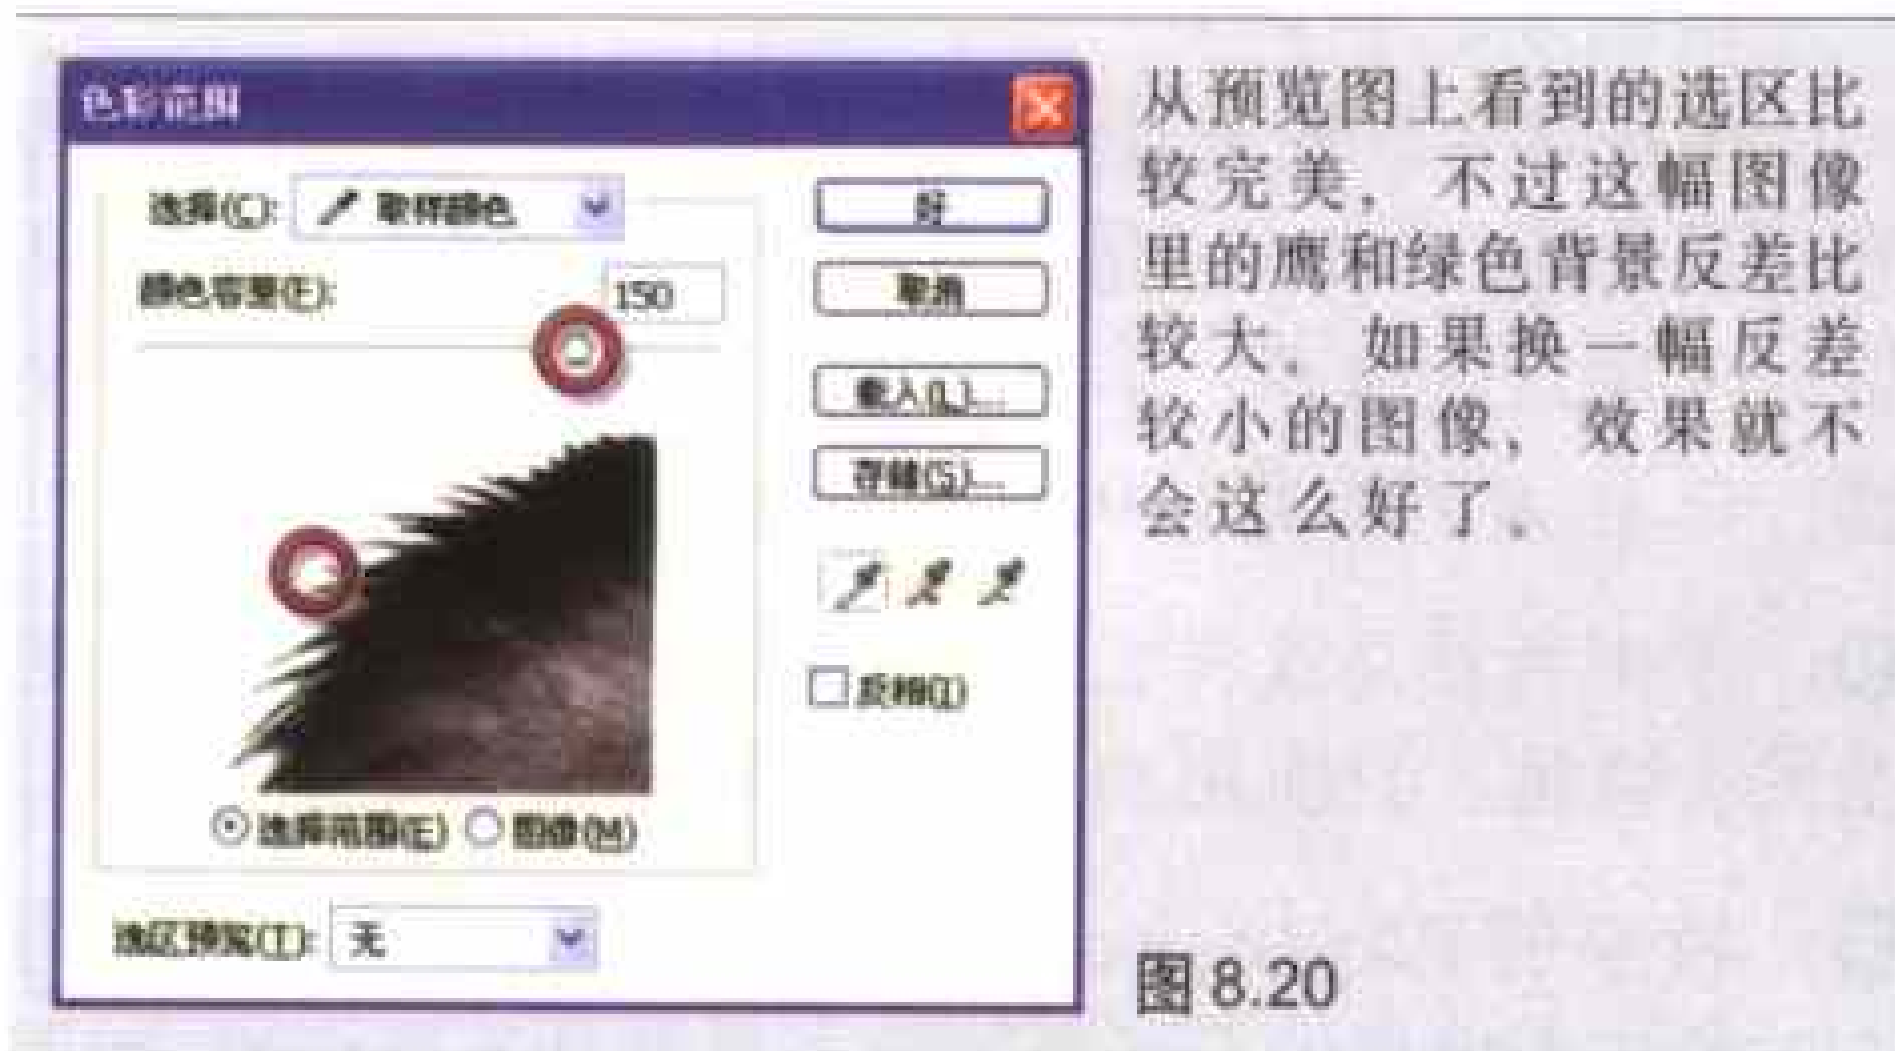 色彩范围
选择(C): 取样颜色
好
颜色容差(F): 150
取消
载入(L)...
存储(S)...
反相(I)
选择范围(E) 图像(M)
选区预览(T): 无
从预览图上看到的选区比
较完美，不过这幅图像
里的鹰和绿色背景反差比
较大。如果换一幅反差
较小的图像，效果就不
会这么好了。
图 8.20